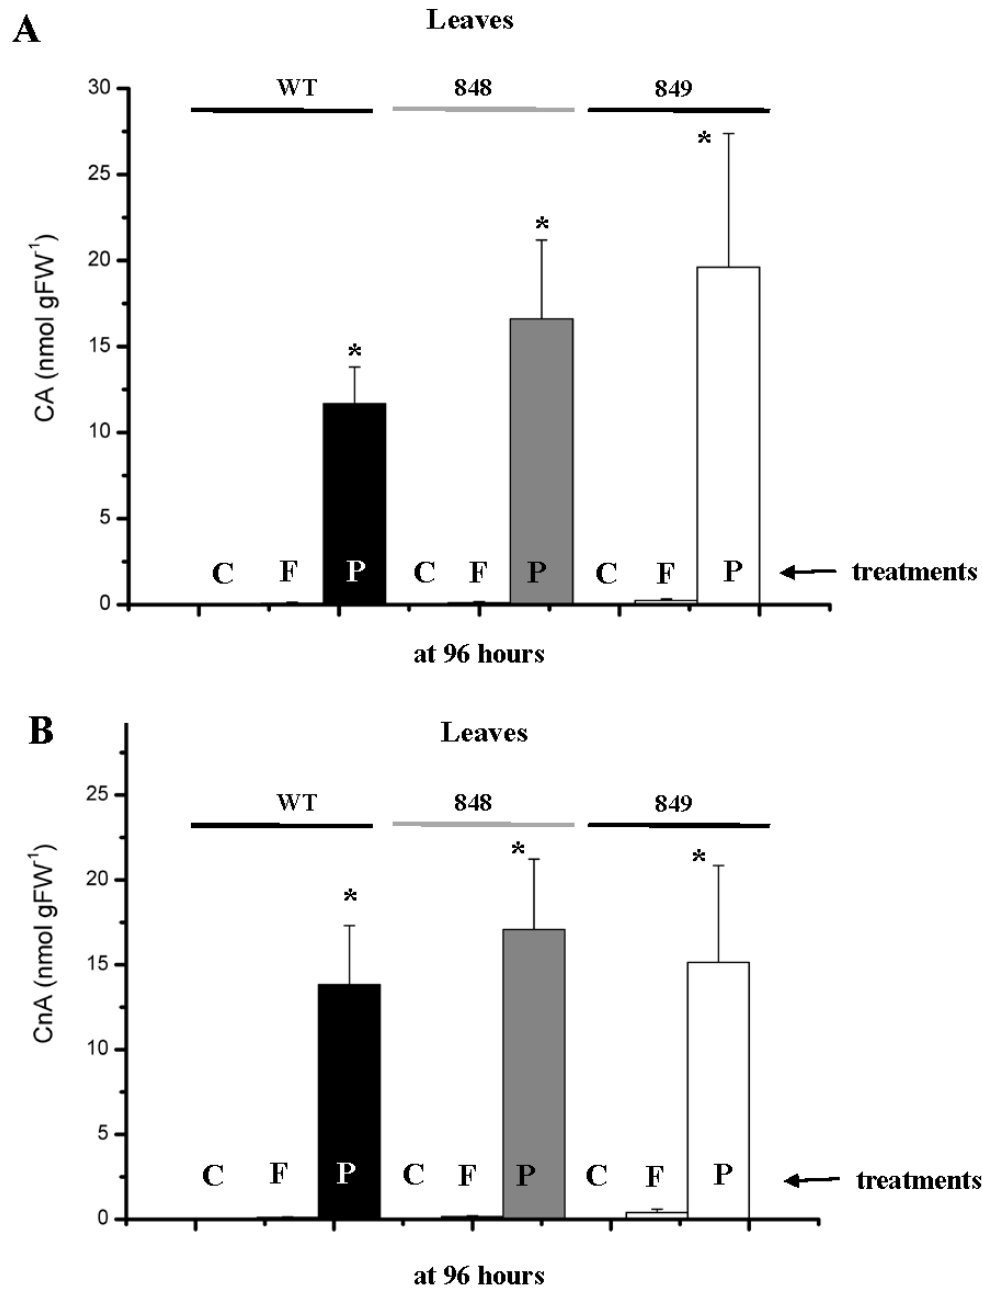 A
Leaves
WT 848 849
30
25
20
15
10
5
0
CA (nmol gFW-1)
* * *
C F P C F P C F P treatments
at 96 hours
B
Leaves
WT 848 849
25
20
15
10
5
0
CnA (nmol gFW-1)
* * *
C F P C F P C F P treatments
at 96 hours